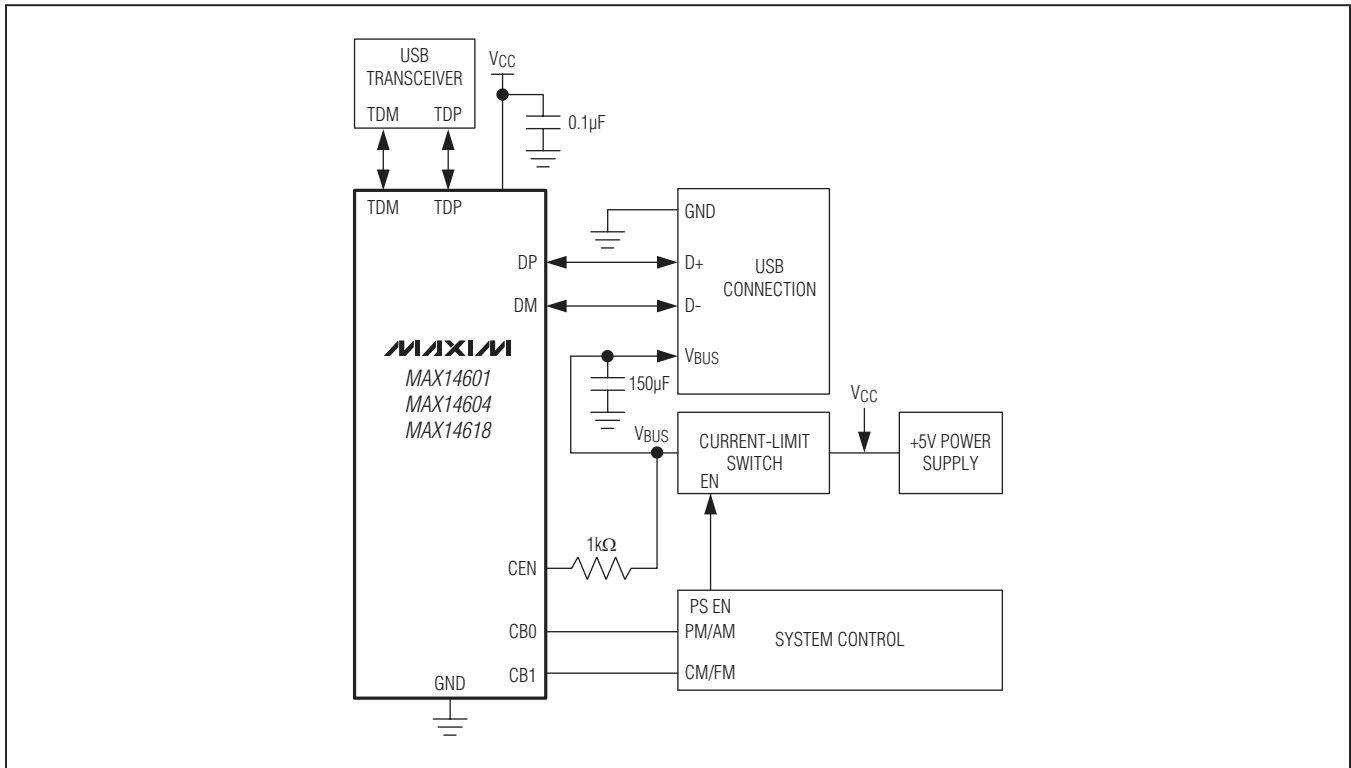 USB
TRANSCEIVER
TDM TDP
VCC
0.1µF
TDM TDP
DP
DM
MAXIM
MAX14601
MAX14604
MAX14618
CEN
CB0
CB1
GND
GND
D+
D-
VBUS
USB
CONNECTION
150µF
VBUS
CURRENT-LIMIT
SWITCH
EN
VCC
+5V POWER
SUPPLY
1kΩ
PS EN
PM/AM
CM/FM
SYSTEM CONTROL